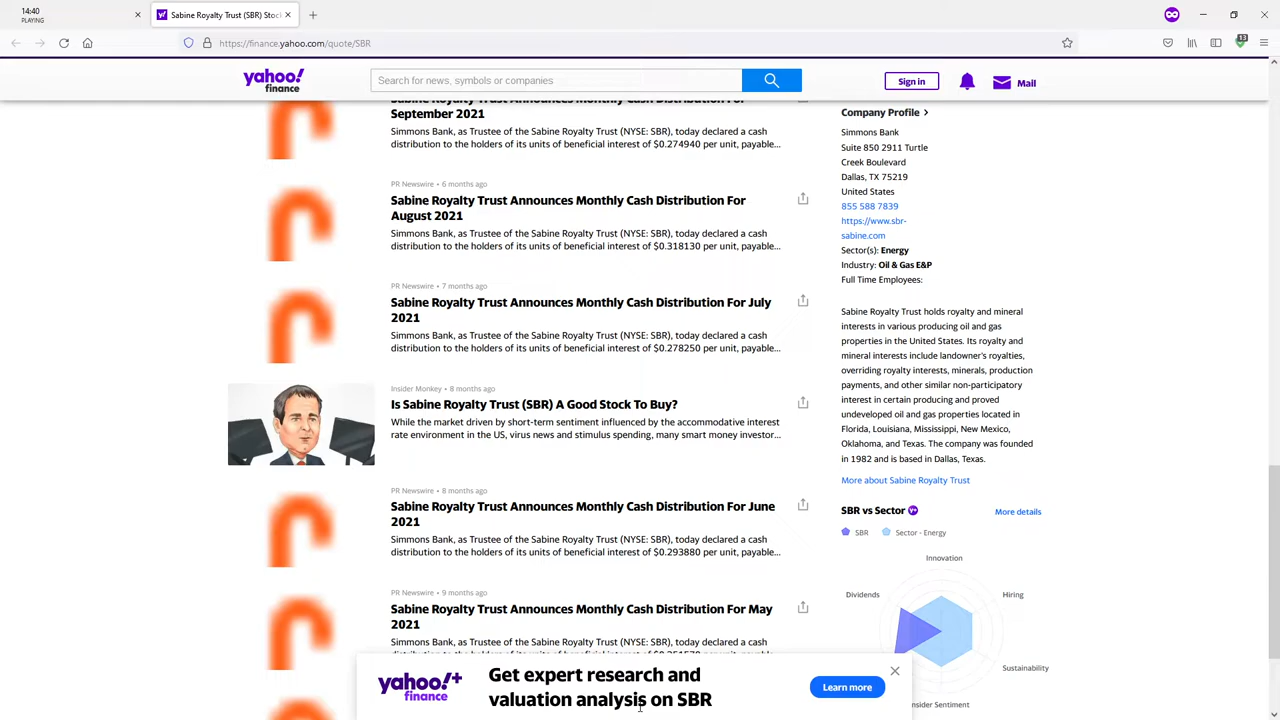 14:40
PLAYING
Sabine Royalty Trust (SBR) Stoc
https://finance.yahoo.com/quote/SBR
13
yahoo!
finance
Search for news, symbols or companies
Sign in
Mail
Sabine Royalty Trust Announces Monthly Cash Distribution For
September 2021
Simmons Bank, as Trustee of the Sabine Royalty Trust (NYSE: SBR), today declared a cash
distribution to the holders of its units of beneficial interest of $0.274940 per unit, payable...
PR Newswire • 6 months ago
Sabine Royalty Trust Announces Monthly Cash Distribution For
August 2021
Simmons Bank, as Trustee of the Sabine Royalty Trust (NYSE: SBR), today declared a cash
distribution to the holders of its units of beneficial interest of $0.318130 per unit, payable...
PR Newswire • 7 months ago
Sabine Royalty Trust Announces Monthly Cash Distribution For July
2021
Simmons Bank, as Trustee of the Sabine Royalty Trust (NYSE: SBR), today declared a cash
distribution to the holders of its units of beneficial interest of $0.278250 per unit, payable...
Insider Monkey • 8 months ago
Is Sabine Royalty Trust (SBR) A Good Stock To Buy?
While the market driven by short-term sentiment influenced by the accommodative interest
rate environment in the US, virus news and stimulus spending, many smart money investor...
PR Newswire • 8 months ago
Sabine Royalty Trust Announces Monthly Cash Distribution For June
2021
Simmons Bank, as Trustee of the Sabine Royalty Trust (NYSE: SBR), today declared a cash
distribution to the holders of its units of beneficial interest of $0.293880 per unit, payable...
PR Newswire • 9 months ago
Sabine Royalty Trust Announces Monthly Cash Distribution For May
2021
Simmons Bank, as Trustee of the Sabine Royalty Trust (NYSE: SBR), today declared a cash
Company Profile
Simmons Bank
Suite 850 2911 Turtle
Creek Boulevard
Dallas, TX 75219
United States
855 588 7839
https://www.sbr-
sabine.com
Sector(s): Energy
Industry: Oil & Gas E&P
Full Time Employees:
Sabine Royalty Trust holds royalty and mineral
interests in various producing oil and gas
properties in the United States. Its royalty and
mineral interests include landowner's royalties,
overriding royalty interests, minerals, production
payments, and other similar non-participatory
interest in certain producing and proved
undeveloped oil and gas properties located in
Florida, Louisiana, Mississippi, New Mexico,
Oklahoma, and Texas. The company was founded
in 1982 and is based in Dallas, Texas.
More about Sabine Royalty Trust
SBR vs Sector
More details
SBR
Sector - Energy
Innovation
Dividends
Hiring
Sustainability
nsider Sentiment
yahoo!+
finance
Get expert research and
valuation analysis on SBR
Learn more